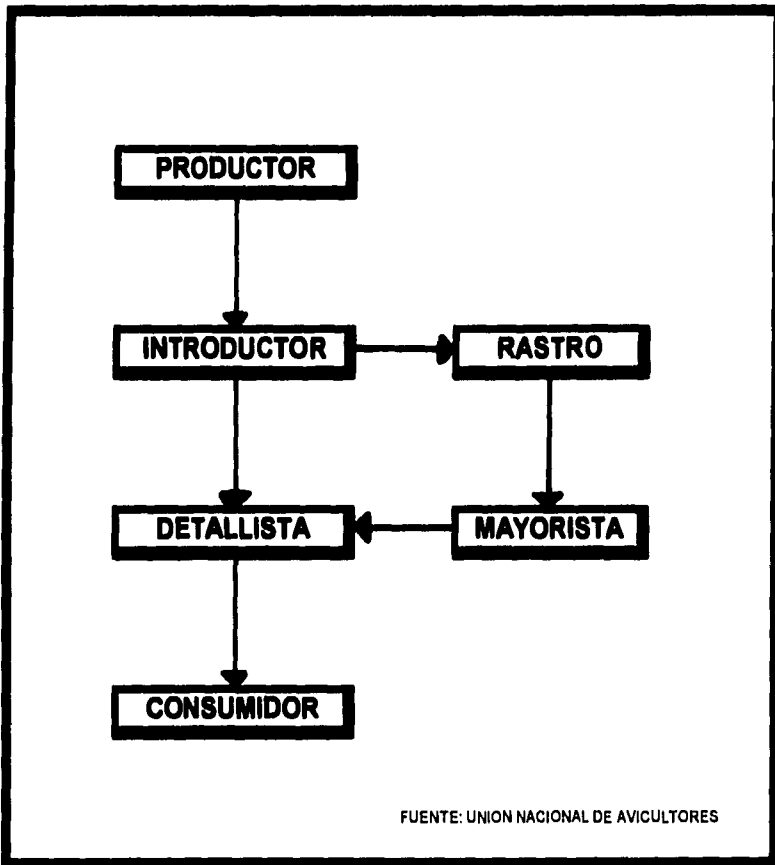 PRODUCTOR
INTRODUCTOR
RASTRO
DETALLISTA
MAYORISTA
CONSUMIDOR
FUENTE: UNION NACIONAL DE AVICULTORES